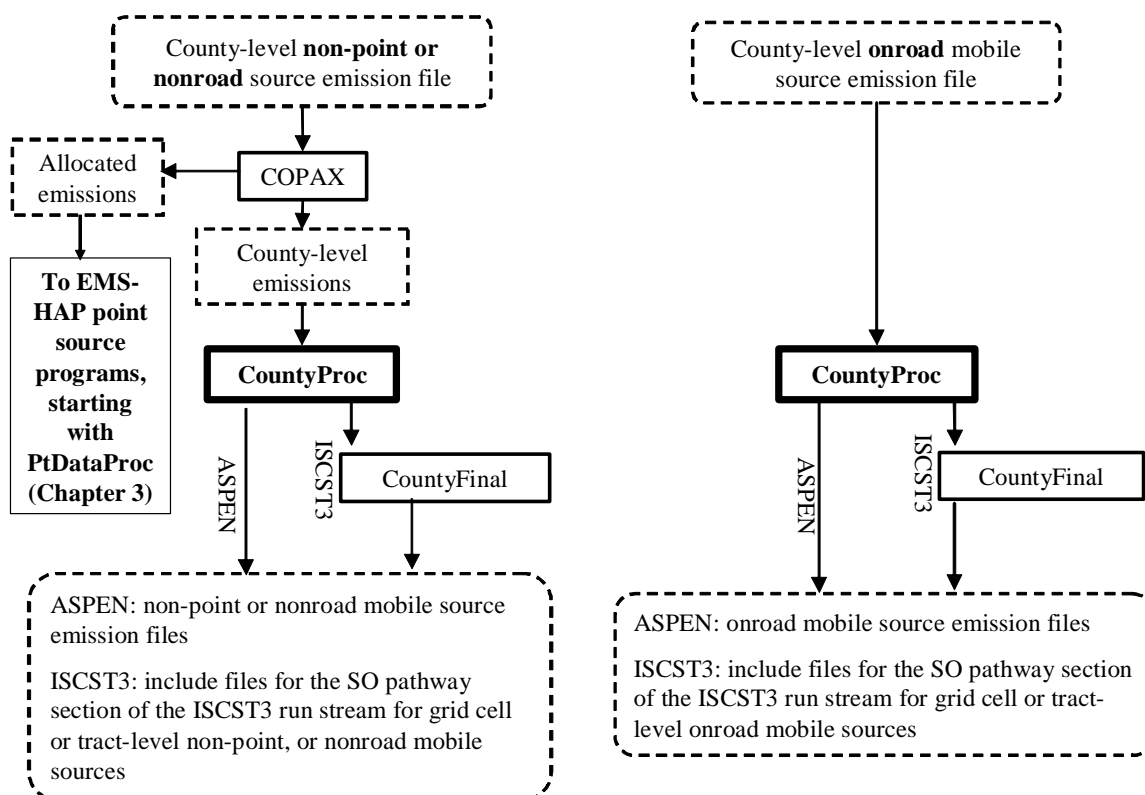 County-level non-point or
nonroad source emission file
COPAX
Allocated
emissions
To EMS-
HAP point
source
programs,
starting
with
PtDataProc
(Chapter 3)
County-level
emissions
CountyProc
ASPEN
ISCST3
CountyFinal
ASPEN: non-point or nonroad mobile source
emission files
ISCST3: include files for the SO pathway
section of the ISCST3 run stream for grid cell
or tract-level non-point, or nonroad mobile
sources
County-level onroad mobile
source emission file
CountyProc
ASPEN
ISCST3
CountyFinal
ASPEN: onroad mobile source emission files
ISCST3: include files for the SO pathway section
of the ISCST3 run stream for grid cell or tract-
level onroad mobile sources